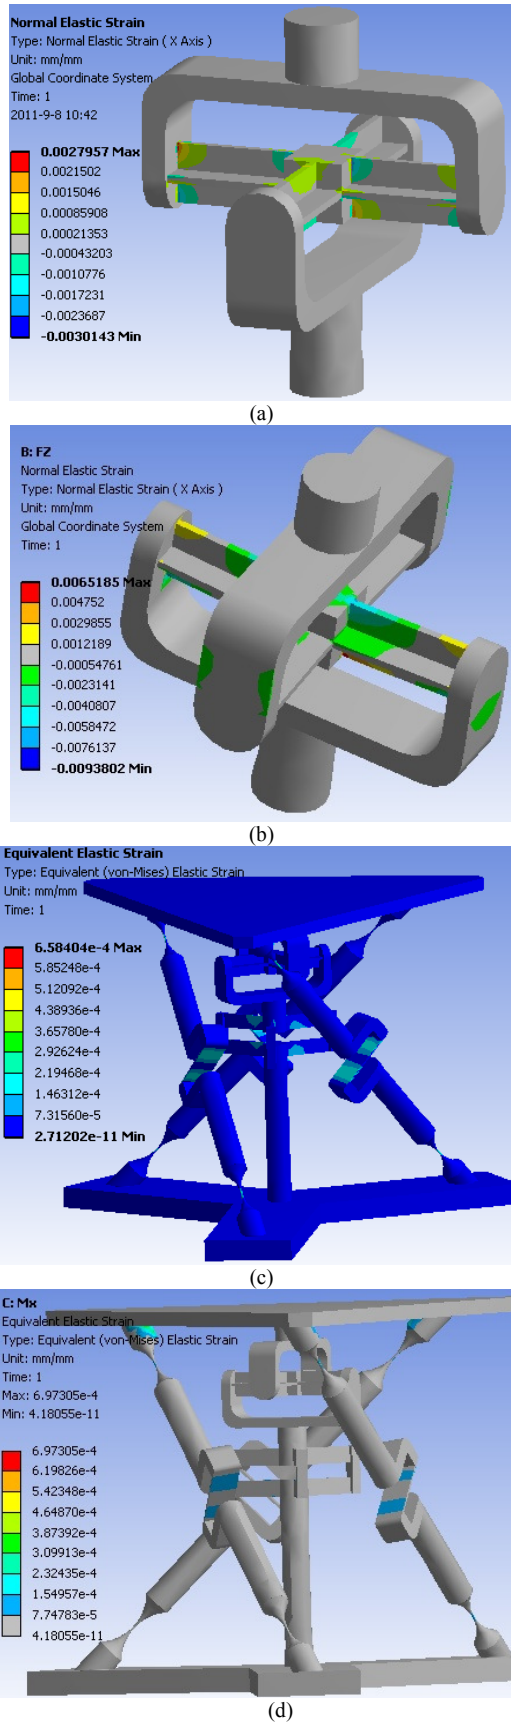 Normal Elastic Strain
Type: Normal Elastic Strain ( X Axis )
Unit: mm/mm
Global Coordinate System
Time: 1
2011-9-8 10:42
0.0027957 Max
0.0021502
0.0015046
0.00085908
0.00021353
-0.00043203
-0.0010776
-0.0017231
-0.0023687
-0.0030143 Min
(a)
B: FZ
Normal Elastic Strain
Type: Normal Elastic Strain ( X Axis )
Unit: mm/mm
Global Coordinate System
Time: 1
0.0065185 Max
0.004752
0.0029855
0.0012189
-0.00054761
-0.0023141
-0.0040807
-0.0058472
-0.0076137
-0.0093802 Min
(b)
Equivalent Elastic Strain
Type: Equivalent (von-Mises) Elastic Strain
Unit: mm/mm
Time: 1
6.58404e-4 Max
5.85248e-4
5.12092e-4
4.38936e-4
3.65780e-4
2.92624e-4
2.19468e-4
1.46312e-4
7.31560e-5
2.71202e-11 Min
(c)
C: Mx
Equivalent Elastic Strain
Type: Equivalent (von-Mises) Elastic Strain
Unit: mm/mm
Time: 1
Max: 6.97305e-4
Min: 4.18055e-11
6.97305e-4
6.19826e-4
5.42348e-4
4.64870e-4
3.87392e-4
3.09913e-4
2.32435e-4
1.54957e-4
7.74783e-5
4.18055e-11
(d)